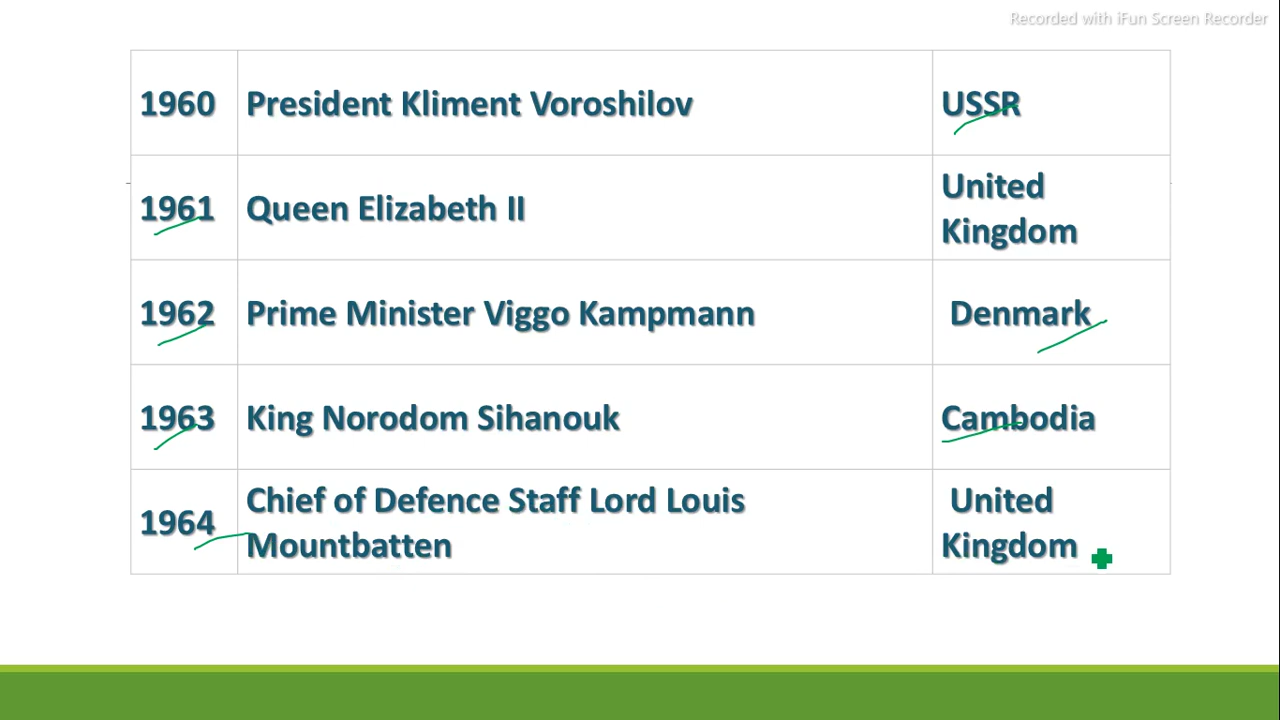 Recorded with iFun Screen Recorder
1960 President Kliment Voroshilov USSR
1961 Queen Elizabeth II United
Kingdom
1962 Prime Minister Viggo Kampmann Denmark
1963 King Norodom Sihanouk Cambodia
1964 Chief of Defence Staff Lord Louis United
Mountbatten Kingdom